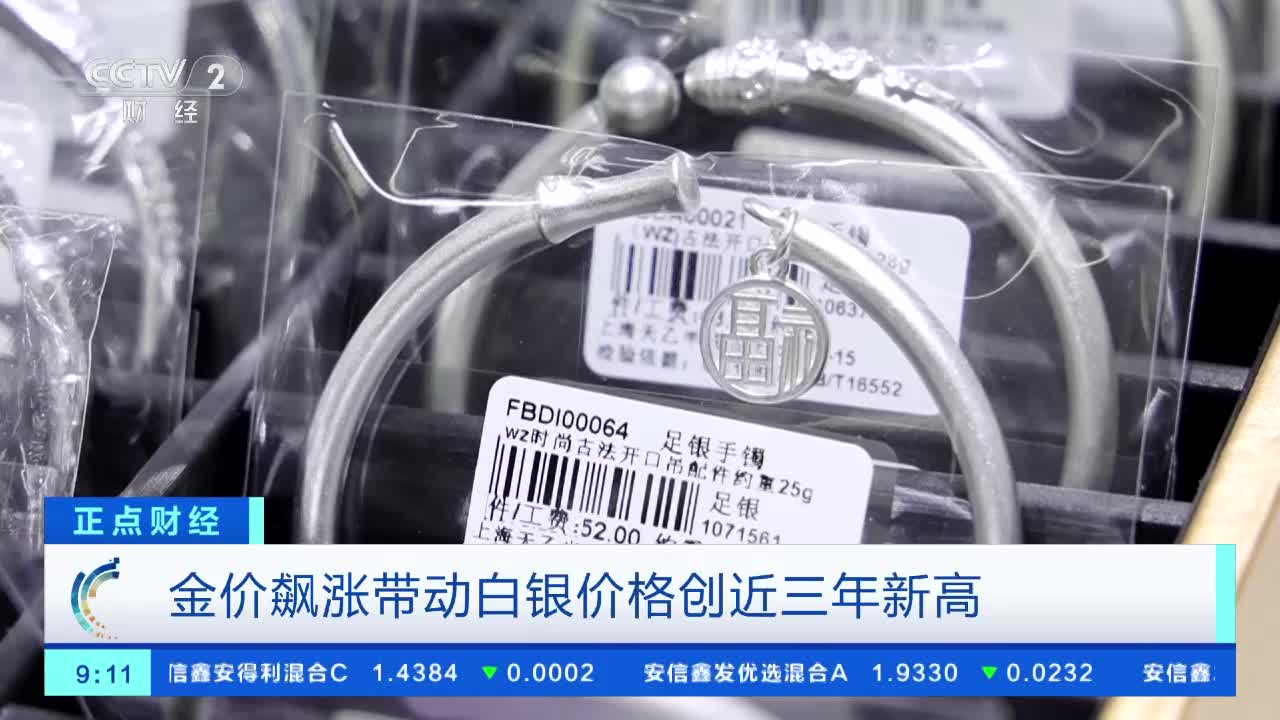 CCTV 2
财 经
(WZ)古法开口
检验依据:
FBDI00064 足银手镯
wz时尚古法开口吊配件约重25g
足银
件/工费:52.00
1071561
正点财经
金价飙涨带动白银价格创近三年新高
9:11 信鑫安得利混合C 1.4384 ▼ 0.0002 安信鑫发优选混合A 1.9330 ▼ 0.0232 安信鑫